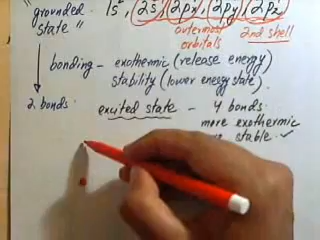 "grounded 1s², 2s, 2px, 2py, 2pz
state" outermost 2nd shell
orbitals
bonding - exothermic (release energy)
stability (lower energy state)
2 bonds excited state - 4 bonds
more exothermic
stable ✓